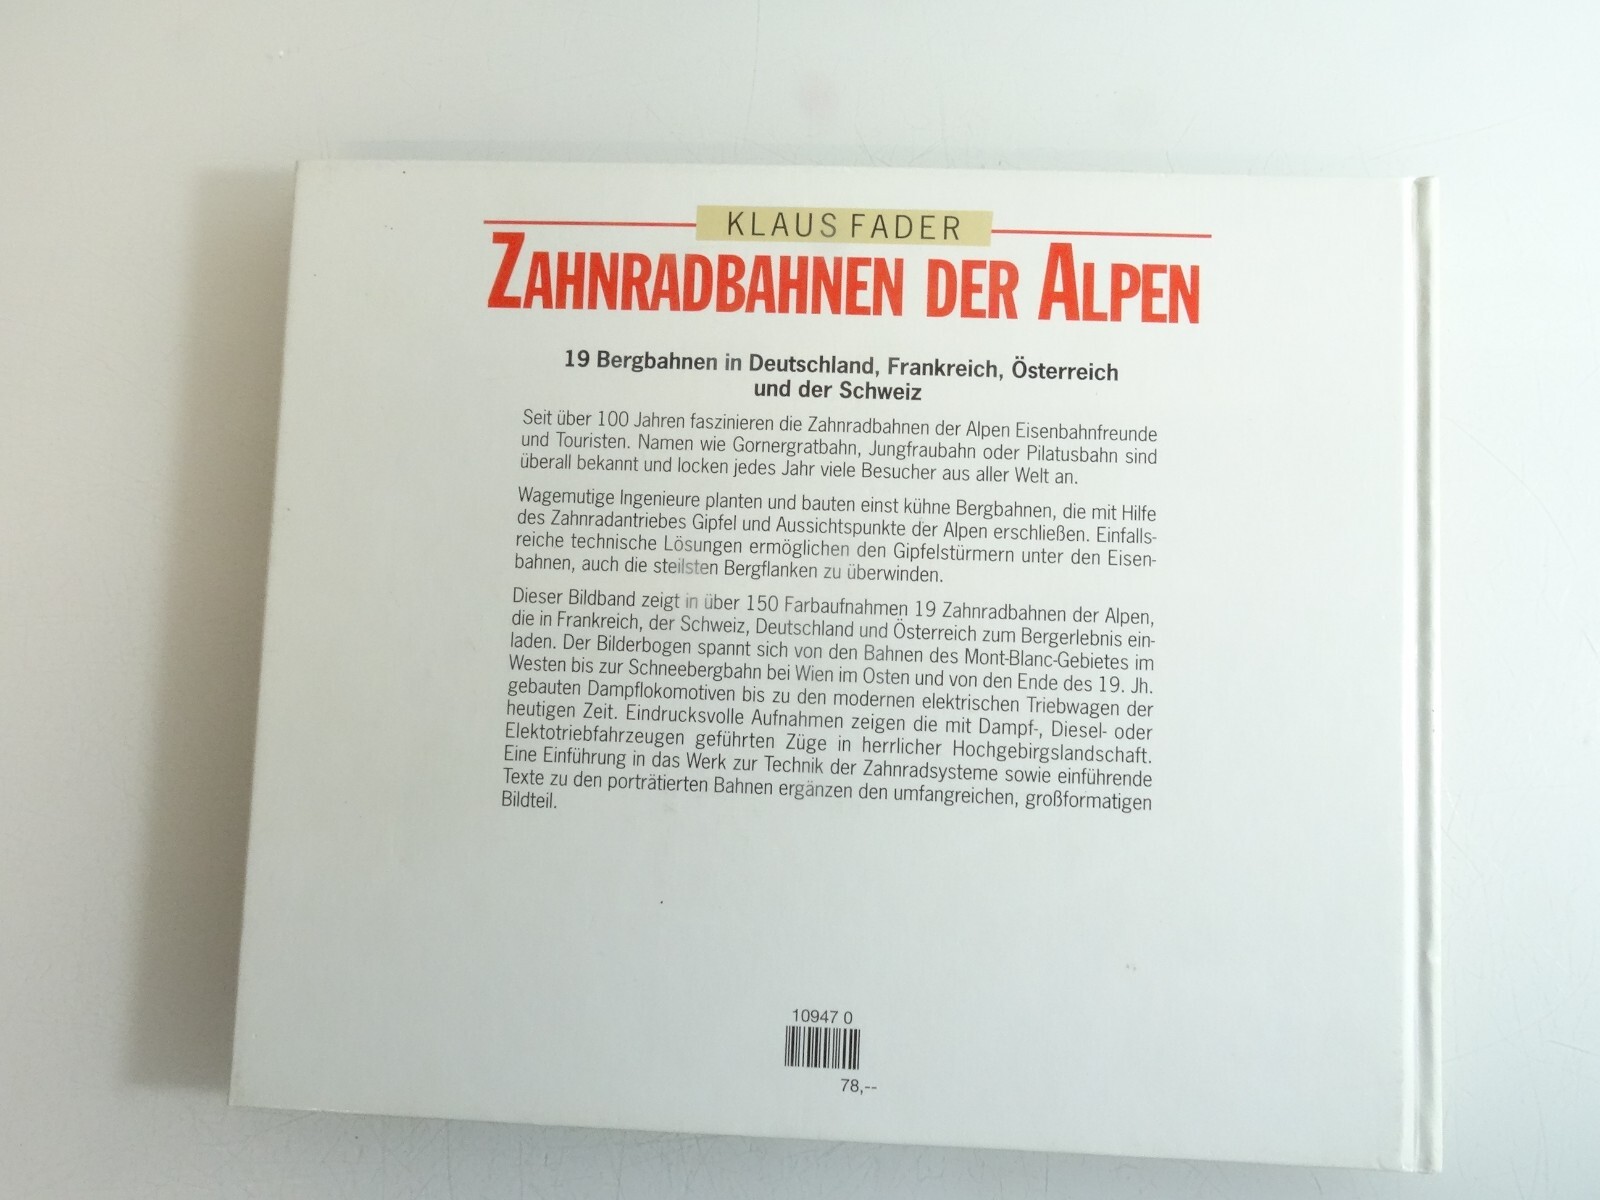 KLAUS FADER
ZAHNRADBAHNEN DER ALPEN
19 Bergbahnen in Deutschland, Frankreich, Österreich
und der Schweiz
Seit über 100 Jahren faszinieren die Zahnradbahnen der Alpen Eisenbahnfreunde
und Touristen. Namen wie Gornergratbahn, Jungfraubahn oder Pilatusbahn sind
überall bekannt und locken jedes Jahr viele Besucher aus aller Welt an.
Wagemutige Ingenieure planten und bauten einst kühne Bergbahnen, die mit Hilfe
des Zahnradantriebes Gipfel und Aussichtspunkte der Alpen erschließen. Einfalls-
reiche technische Lösungen ermöglichen den Gipfelstürmern unter den Eisen-
bahnen, auch die steilsten Bergflanken zu überwinden.
Dieser Bildband zeigt in über 150 Farbaufnahmen 19 Zahnradbahnen der Alpen,
die in Frankreich, der Schweiz, Deutschland und Österreich zum Bergerlebnis ein-
laden. Der Bilderbogen spannt sich von den Bahnen des Mont-Blanc-Gebietes im
Westen bis zur Schneebergbahn bei Wien im Osten und von den Ende des 19. Jh.
gebauten Dampflokomotiven bis zu den modernen elektrischen Triebwagen der
heutigen Zeit. Eindrucksvolle Aufnahmen zeigen die mit Dampf-, Diesel- oder
Elektotriebfahrzeugen geführten Züge in herrlicher Hochgebirgslandschaft.
Eine Einführung in das Werk zur Technik der Zahnradsysteme sowie einführende
Texte zu den porträtierten Bahnen ergänzen den umfangreichen, großformatigen
Bildteil.
10947 0
78,--